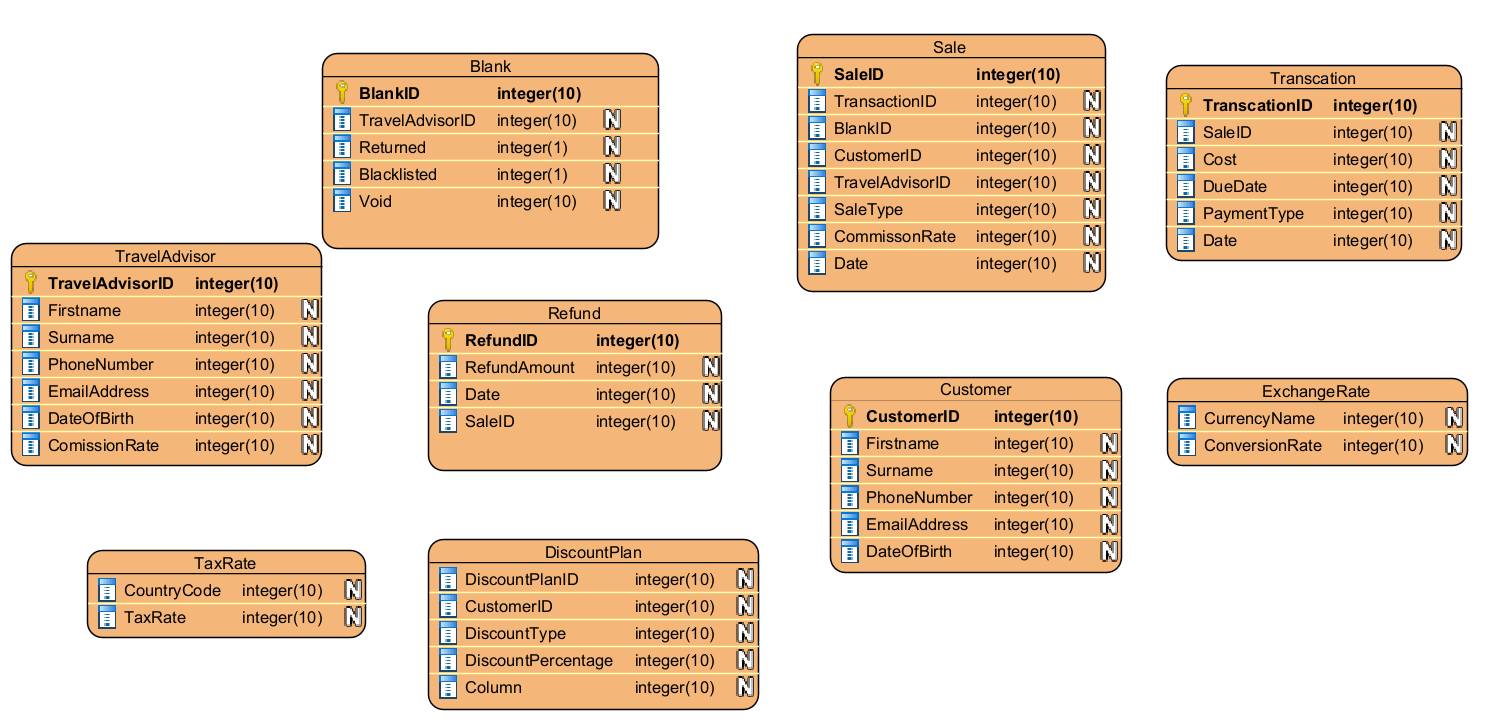 Blank
BlankID integer(10)
TravelAdvisorID integer(10) N
Returned integer(1) N
Blacklisted integer(1) N
Void integer(10) N
Sale
SaleID integer(10)
TransactionID integer(10) N
BlankID integer(10) N
CustomerID integer(10) N
TravelAdvisorID integer(10) N
SaleType integer(10) N
CommissonRate integer(10) N
Date integer(10) N
Transcation
TranscationID integer(10)
SaleID integer(10) N
Cost integer(10) N
DueDate integer(10) N
PaymentType integer(10) N
Date integer(10) N
TravelAdvisor
TravelAdvisorID integer(10)
Firstname integer(10) N
Surname integer(10) N
PhoneNumber integer(10) N
EmailAddress integer(10) N
DateOfBirth integer(10) N
ComissionRate integer(10) N
Refund
RefundID integer(10)
RefundAmount integer(10) N
Date integer(10) N
SaleID integer(10) N
Customer
CustomerID integer(10)
Firstname integer(10) N
Surname integer(10) N
PhoneNumber integer(10) N
EmailAddress integer(10) N
DateOfBirth integer(10) N
ExchangeRate
CurrencyName integer(10) N
ConversionRate integer(10) N
TaxRate
CountryCode integer(10) N
TaxRate integer(10) N
DiscountPlan
DiscountPlanID integer(10) N
CustomerID integer(10) N
DiscountType integer(10) N
DiscountPercentage integer(10) N
Column integer(10) N